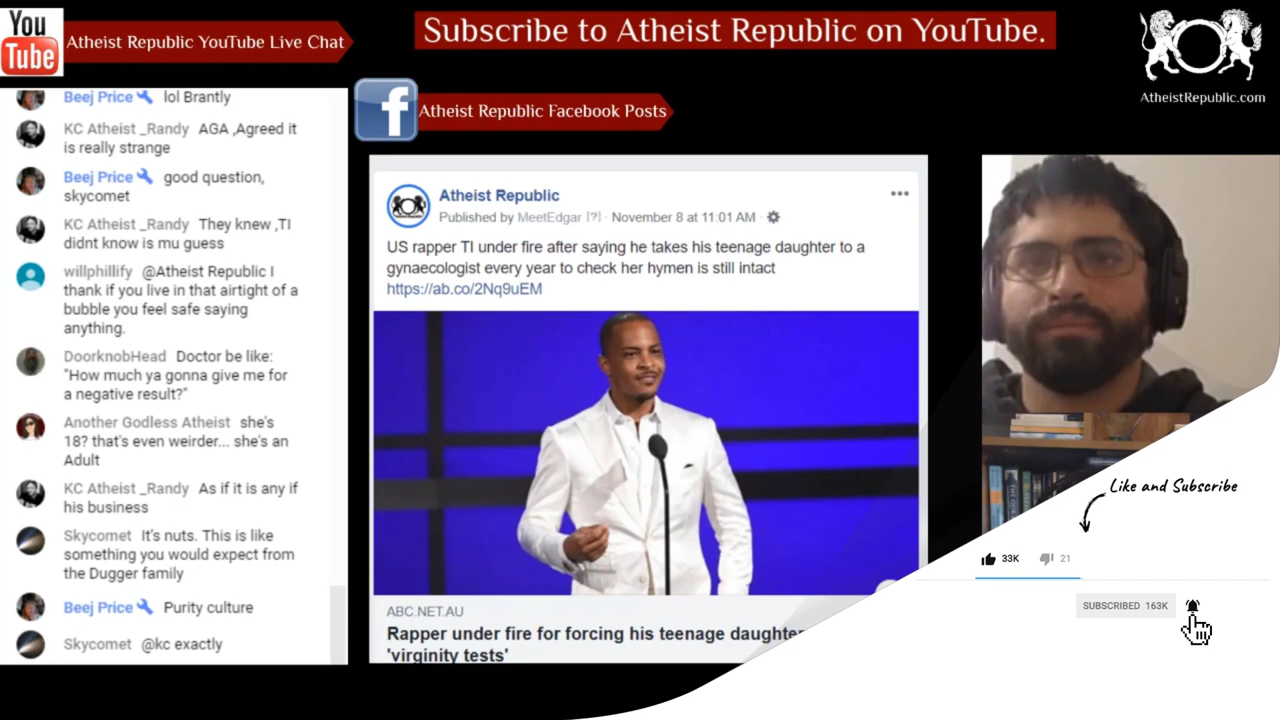 You
Tube
Atheist Republic YouTube Live Chat
Subscribe to Atheist Republic on YouTube.
AtheistRepublic.com
Atheist Republic Facebook Posts
Beej Price lol Brantly
KC Atheist _Randy AGA ,Agreed it
is really strange
Beej Price good question,
skycomet
KC Atheist _Randy They knew ,TI
didnt know is mu guess
willphillify @Atheist Republic I
thank if you live in that airtight of a
bubble you feel safe saying
anything.
DoorknobHead Doctor be like:
"How much ya gonna give me for
a negative result?"
Another Godless Atheist she's
18? that's even weirder... she's an
Adult
KC Atheist _Randy As if it is any if
his business
Skycomet It's nuts. This is like
something you would expect from
the Dugger family
Beej Price Purity culture
Skycomet @kc exactly
Atheist Republic
Published by MeetEdgar [?] · November 8 at 11:01 AM ·
US rapper TI under fire after saying he takes his teenage daughter to a
gynaecologist every year to check her hymen is still intact
https://ab.co/2Nq9uEM
ABC.NET.AU
Rapper under fire for forcing his teenage daughter
'virginity tests'
Like and Subscribe
33K 21
SUBSCRIBED 163K